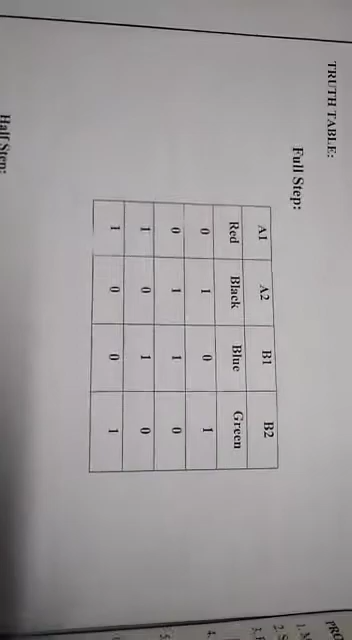 TRUTH TABLE:
Full Step:
A1 A2 B1 B2
Red Black Blue Green
0 1 0 1
0 1 1 0
1 0 1 0
1 0 0 1
Half Step: